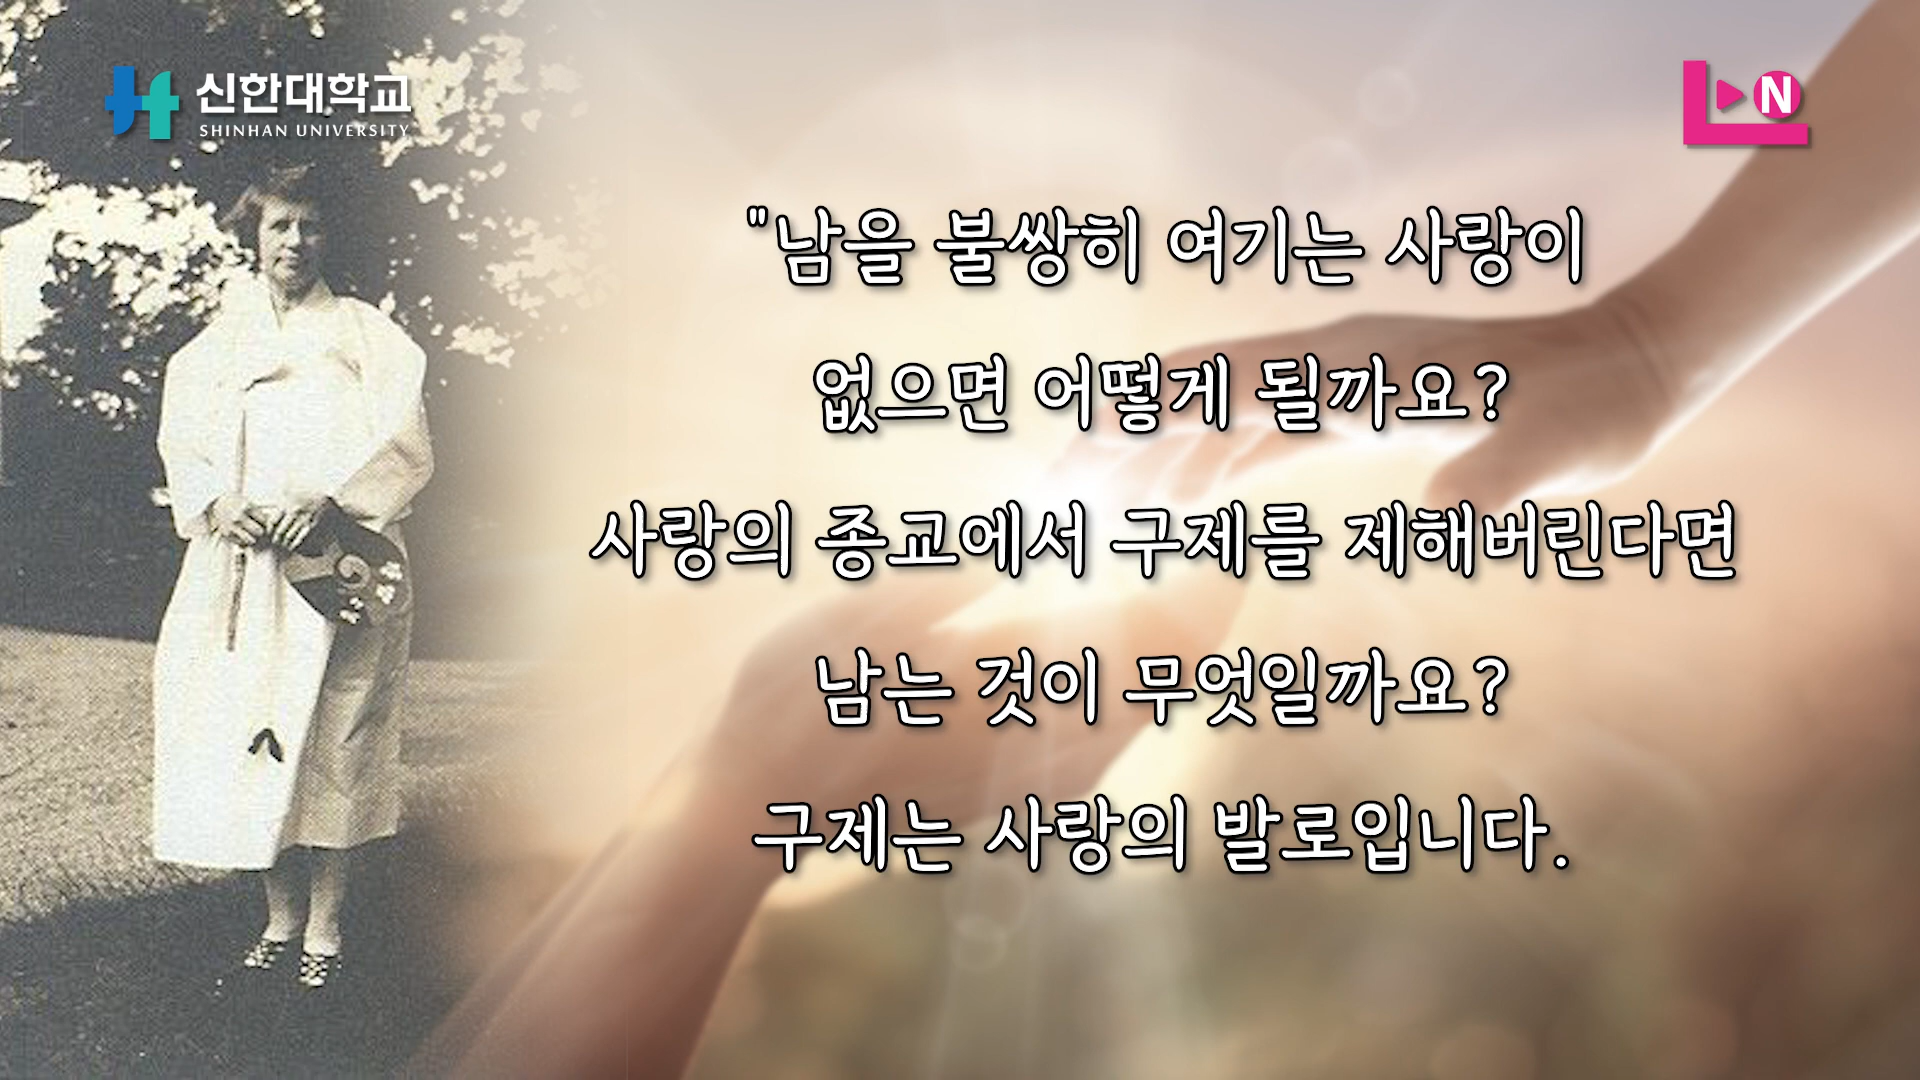 신한대학교
SHINHAN UNIVERSITY
N
"남을 불쌍히 여기는 사랑이
없으면 어떻게 될까요?
사랑의 종교에서 구제를 제해버린다면
남는 것이 무엇일까요?
구제는 사랑의 발로입니다.